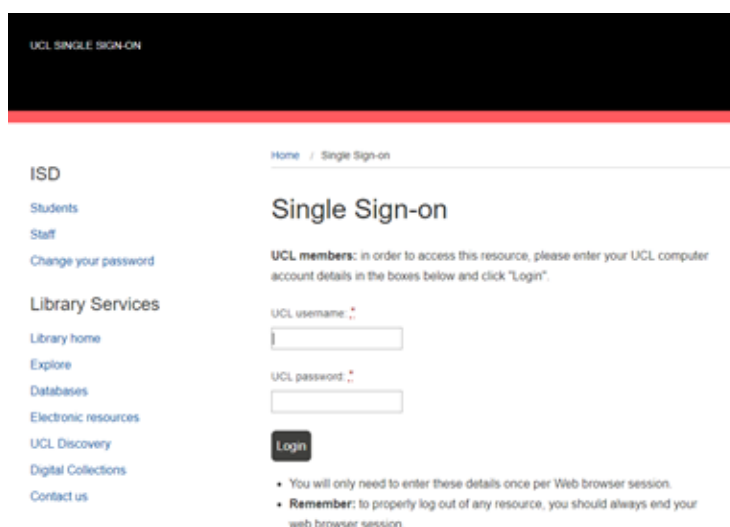 UCL SINGLE SIGN-ON
ISD
Students
Staff
Change your password
Library Services
Library home
Explore
Databases
Electronic resources
UCL Discovery
Digital Collections
Contact us
Home / Single Sign-on
Single Sign-on
UCL members: in order to access this resource, please enter your UCL computer
account details in the boxes below and click "Login".
UCL username: *
UCL password: *
Login
• You will only need to enter these details once per Web browser session.
• Remember: to properly log out of any resource, you should always end your
web browser session